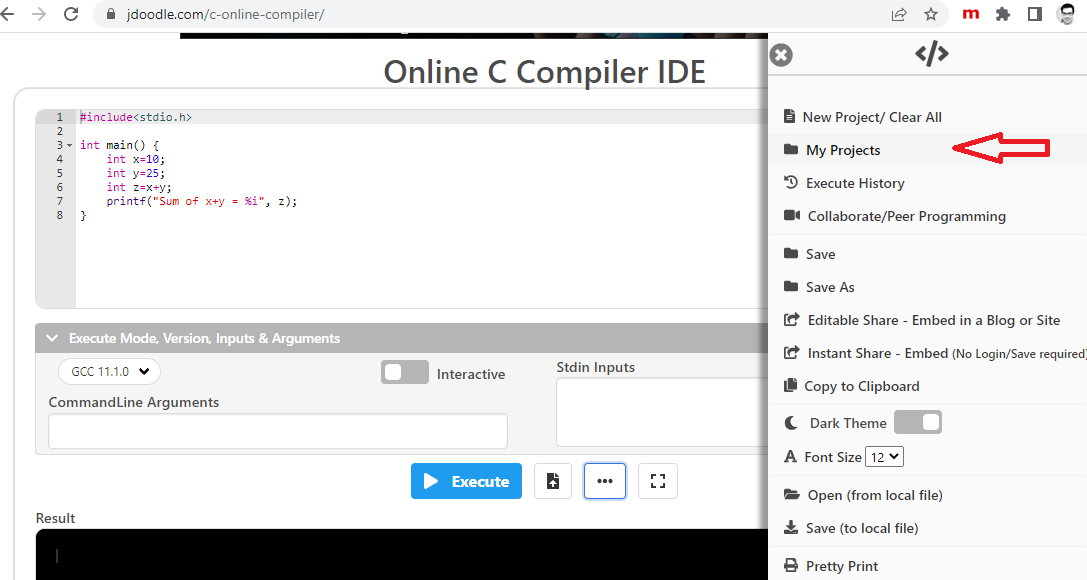 jdoodle.com/c-online-compiler/
m
Online C Compiler IDE
1 #include<stdio.h>
2
3 int main() {
4 int x=10;
5 int y=25;
6 int z=x+y;
7 printf("Sum of x+y = %i", z);
8 }
Execute Mode, Version, Inputs & Arguments
GCC 11.1.0
Interactive
Stdin Inputs
CommandLine Arguments
Execute
Result
</>
New Project/ Clear All
My Projects
Execute History
Collaborate/Peer Programming
Save
Save As
Editable Share - Embed in a Blog or Site
Instant Share - Embed (No Login/Save required)
Copy to Clipboard
Dark Theme
A Font Size 12
Open (from local file)
Save (to local file)
Pretty Print